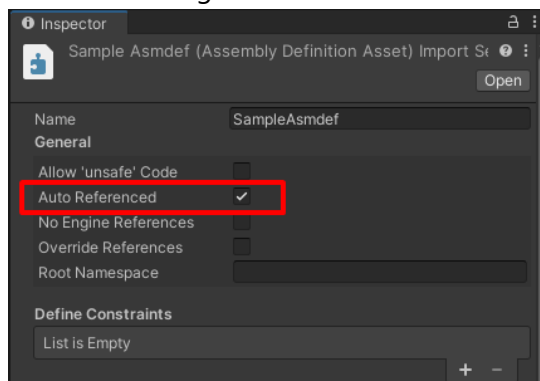 Inspector
Sample Asmdef (Assembly Definition Asset) Import Se
Open
Name SampleAsmdef
General
Allow 'unsafe' Code
Auto Referenced
No Engine References
Override References
Root Namespace
Define Constraints
List is Empty